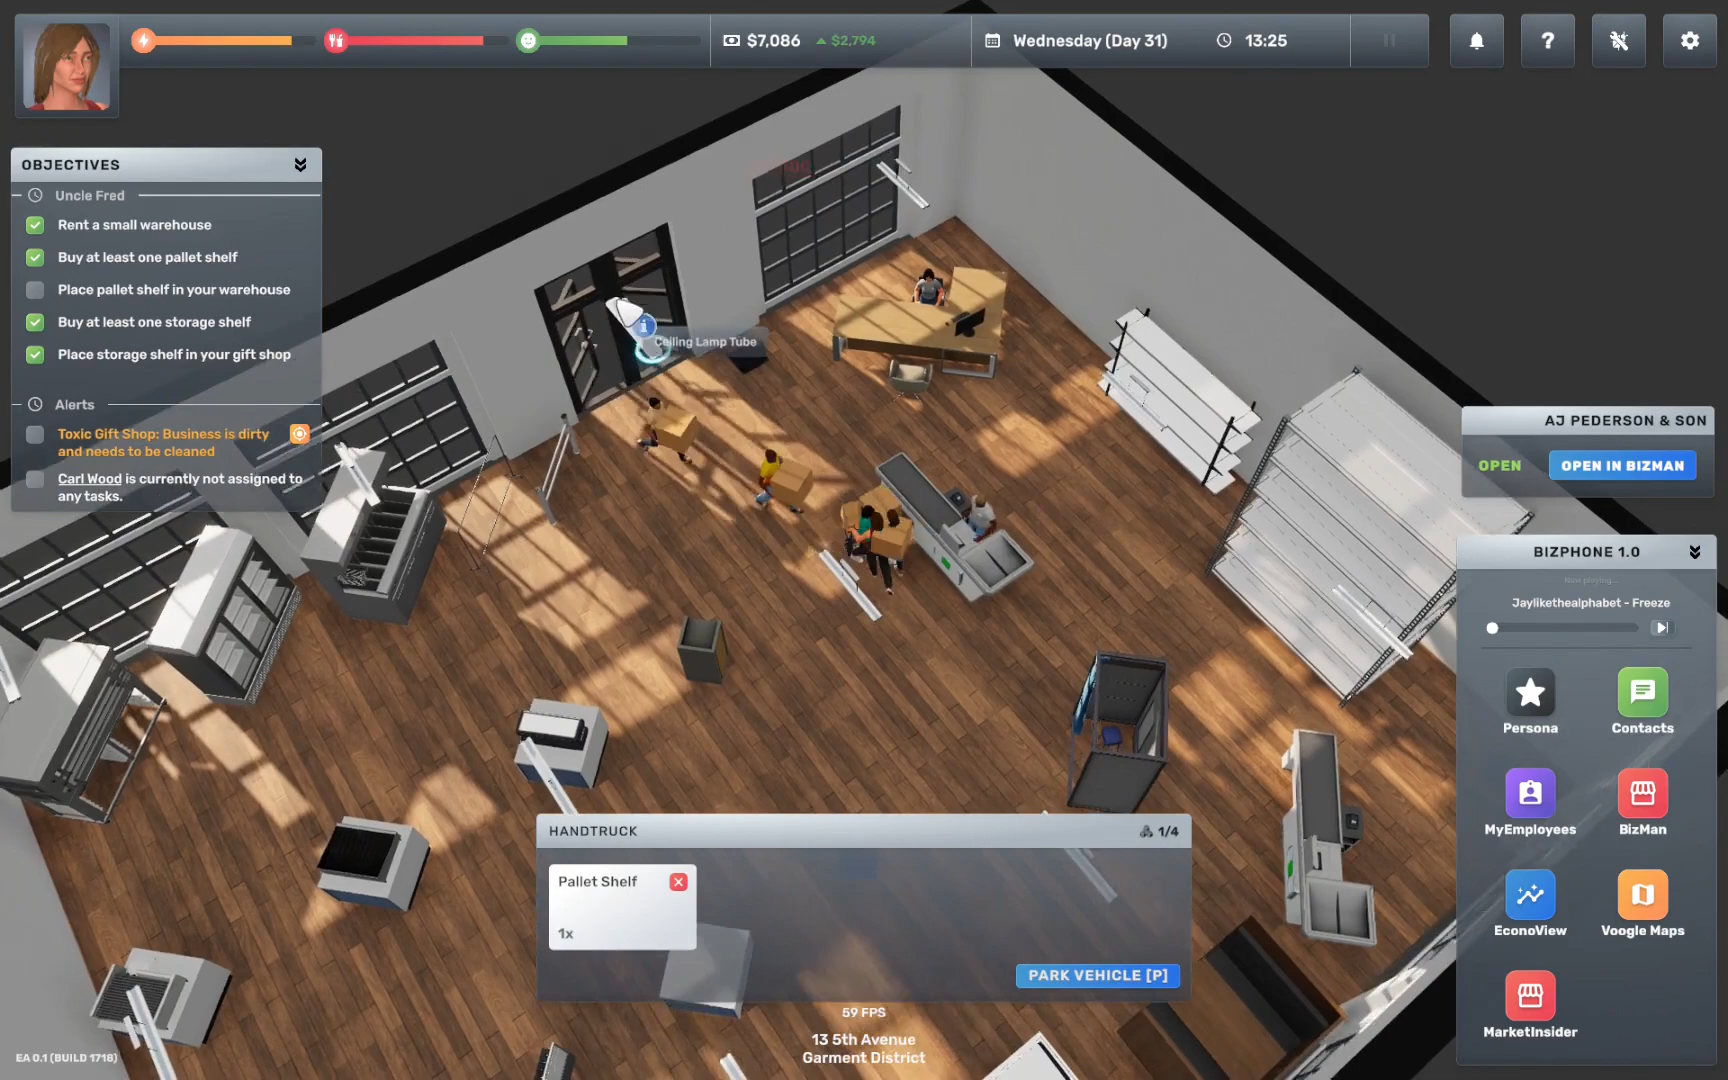 $7,086
$2,794
Wednesday (Day 31)
13:25
OBJECTIVES
Uncle Fred
Rent a small warehouse
Buy at least one pallet shelf
Place pallet shelf in your warehouse
Buy at least one storage shelf
Place storage shelf in your gift shop
Alerts
Toxic Gift Shop: Business is dirty
and needs to be cleaned
Carl Wood is currently not assigned to
any tasks.
Ceiling Lamp Tube
AJ PEDERSON & SON
OPEN
OPEN IN BIZMAN
BIZPHONE 1.0
Now playing...
Jaylikethealphabet - Freeze
Persona
Contacts
MyEmployees
BizMan
EconoView
Voogle Maps
MarketInsider
HANDTRUCK
1/4
Pallet Shelf
1x
PARK VEHICLE [P]
59 FPS
13 5th Avenue
Garment District
EA 0.1 (BUILD 1718)